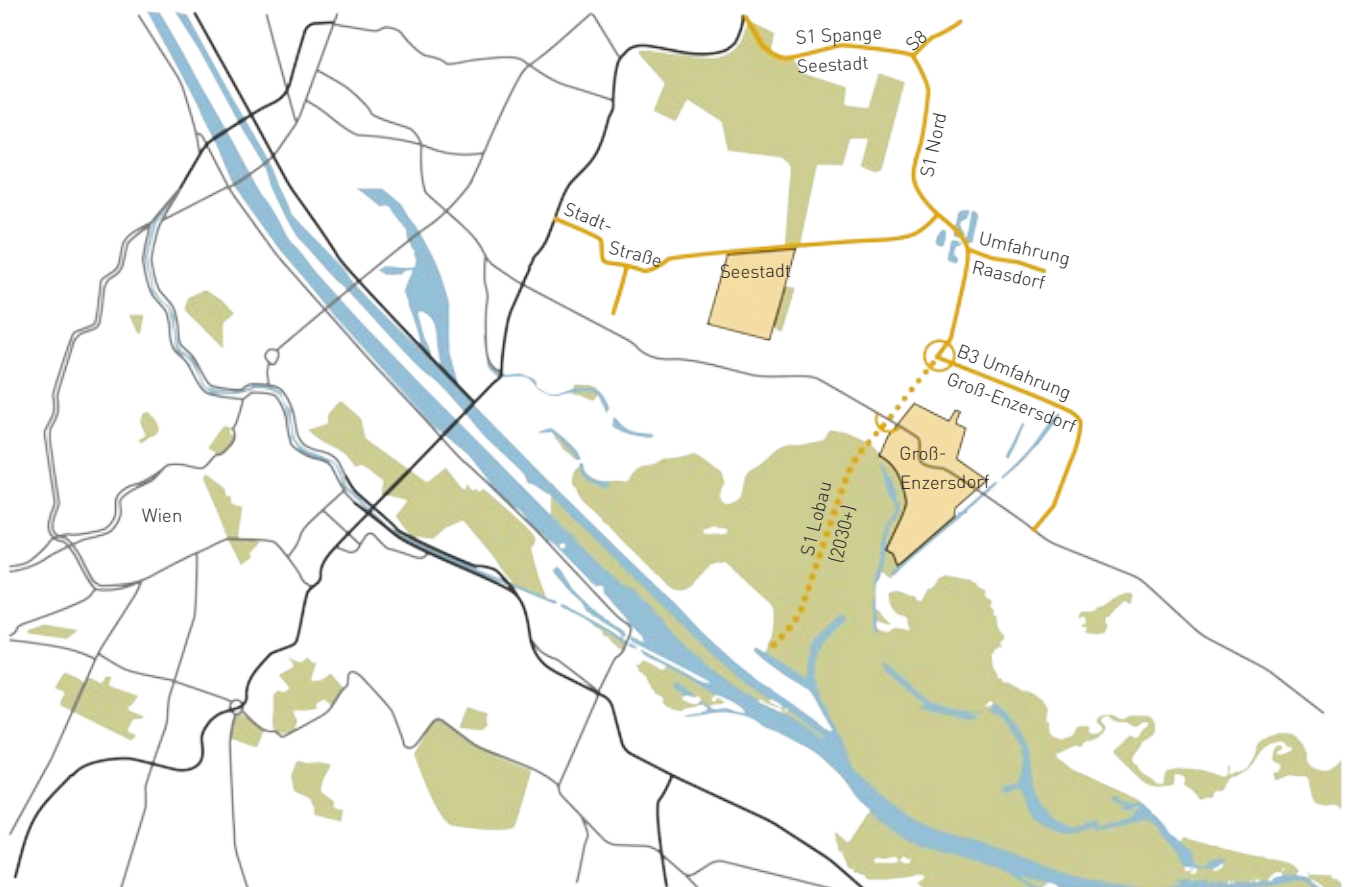 S1 Spange
Seestadt
S8
S1 Nord
Stadt-
Straße
Seestadt
Umfahrung
Raasdorf
B3 Umfahrung
Groß-Enzersdorf
Groß-
Enzersdorf
S1 Lobau
(2030+)
Wien